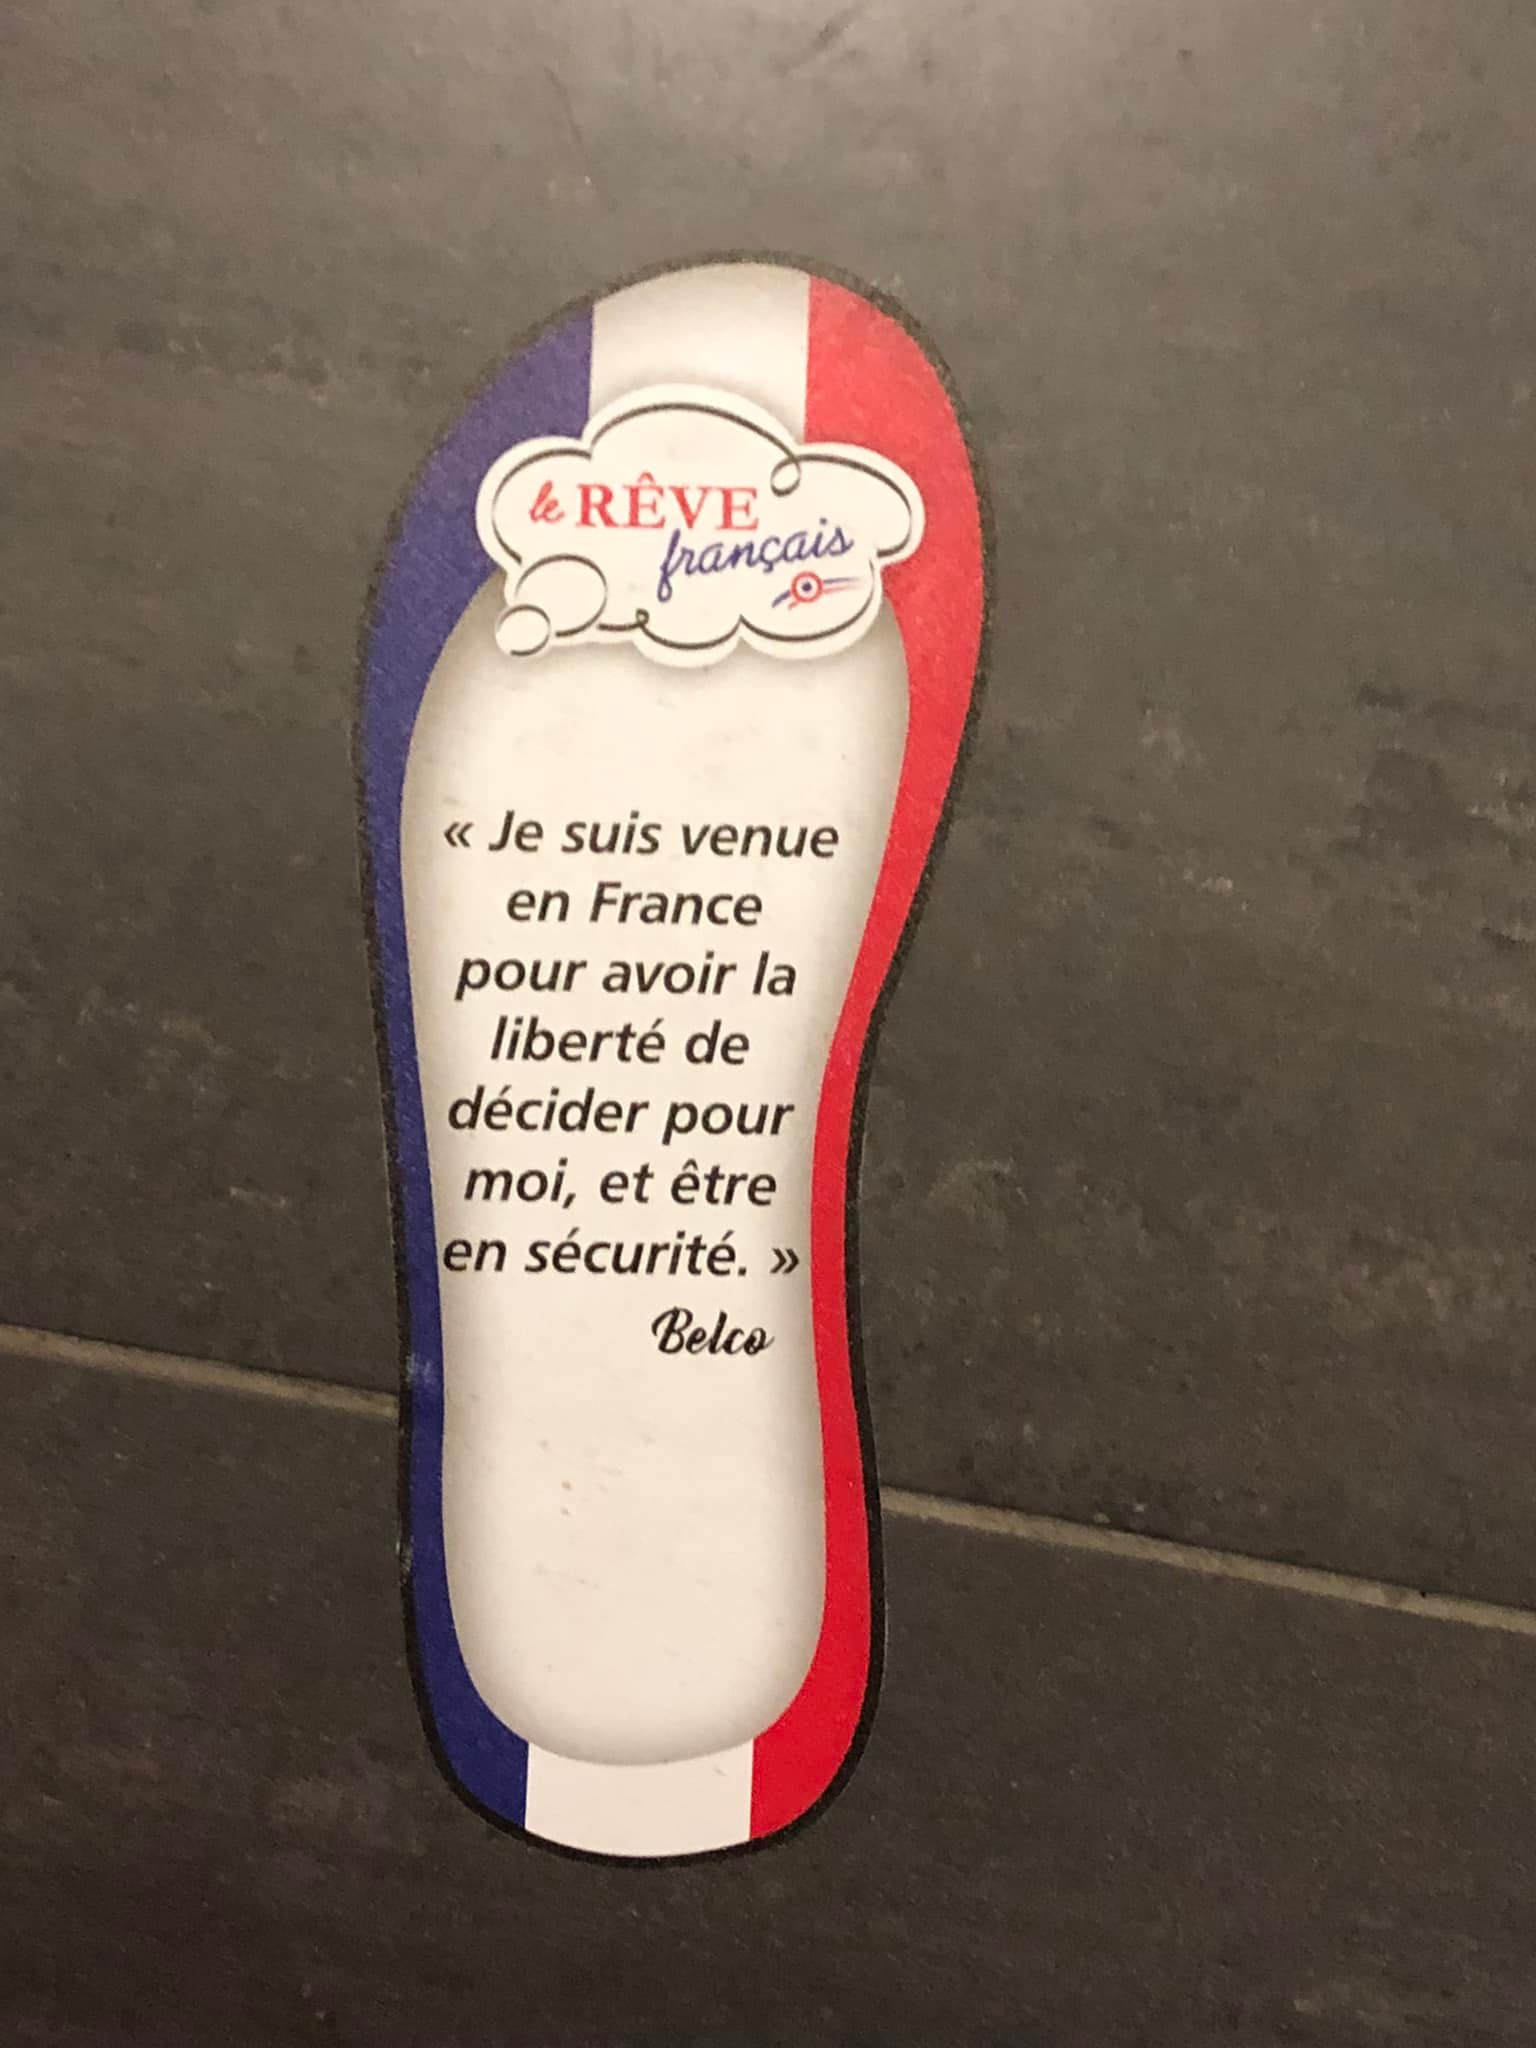 le RÊVE
français
« Je suis venue
en France
pour avoir la
liberté de
décider pour
moi, et être
en sécurité. »
Belco